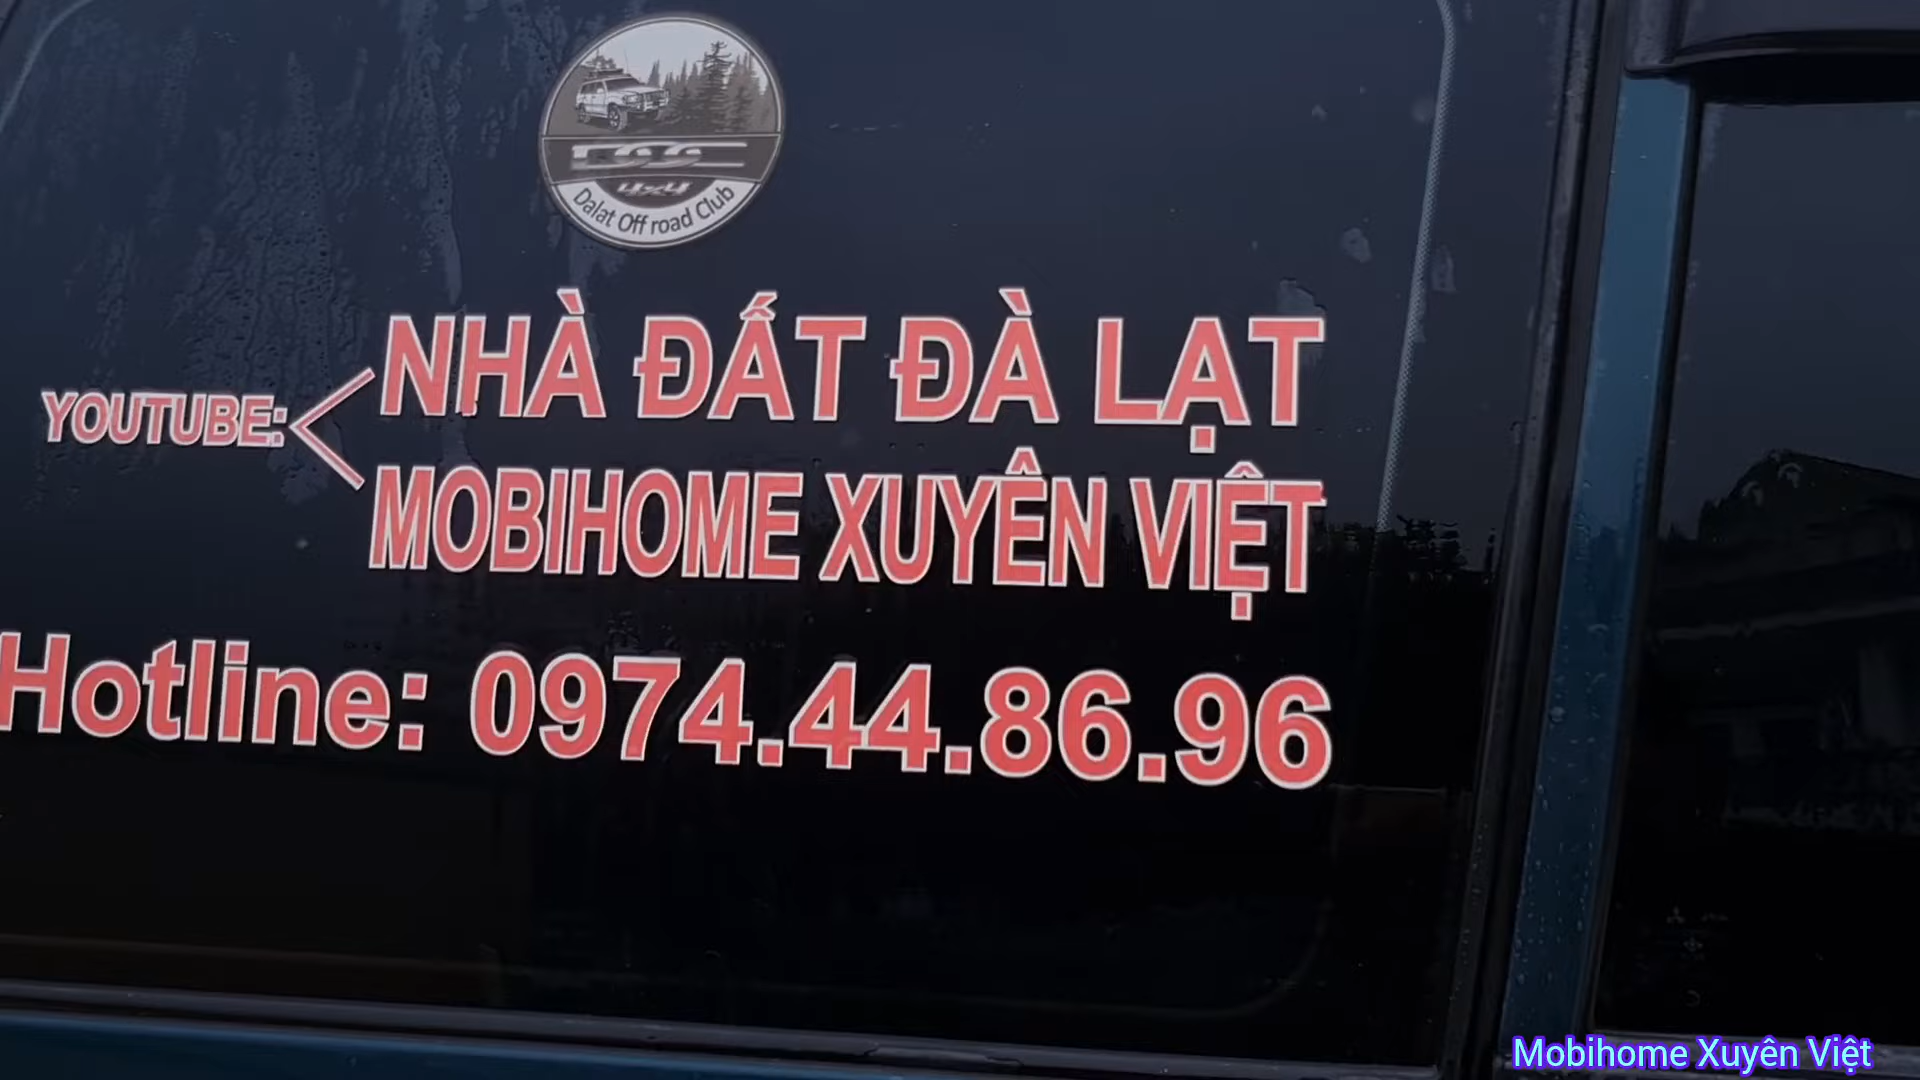 4x4
Dalat Off road Club
NHÀ ĐẤT ĐÀ LẠT
YOUTUBE:
MOBIHOME XUYÊN VIỆT
Hotline: 0974.44.86.96
Mobihome Xuyên Việt